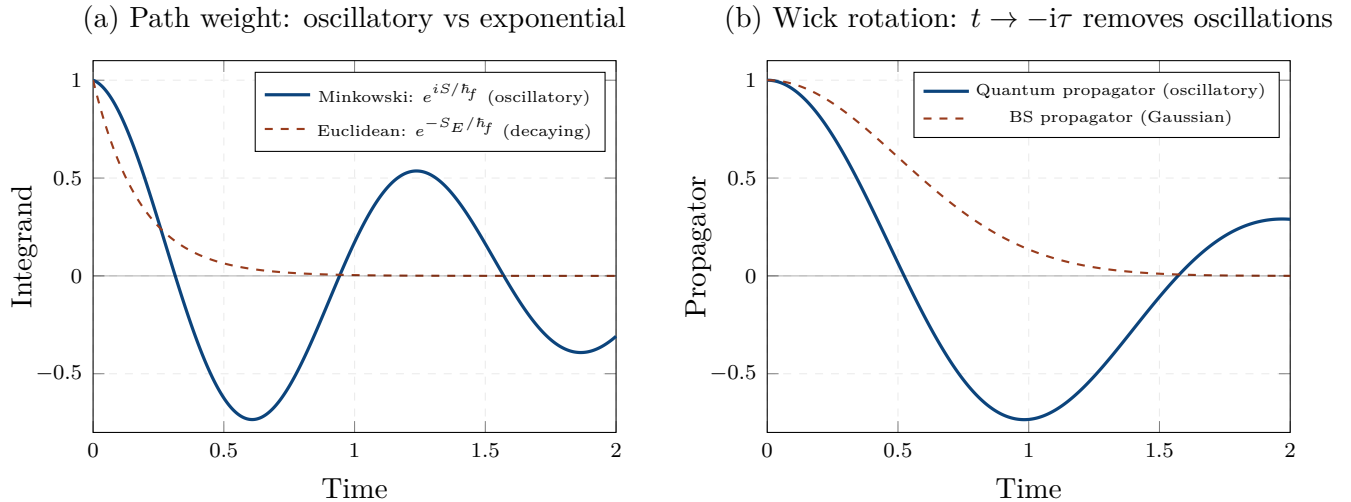 (a) Path weight: oscillatory vs exponential
Minkowski: e^{iS/ħ_f} (oscillatory)
Euclidean: e^{−S_E/ħ_f} (decaying)
1
0.5
0
−0.5
0
0.5
1
1.5
2
Integrand
Time
(b) Wick rotation: t → −iτ removes oscillations
Quantum propagator (oscillatory)
BS propagator (Gaussian)
1
0.5
0
−0.5
0
0.5
1
1.5
2
Propagator
Time